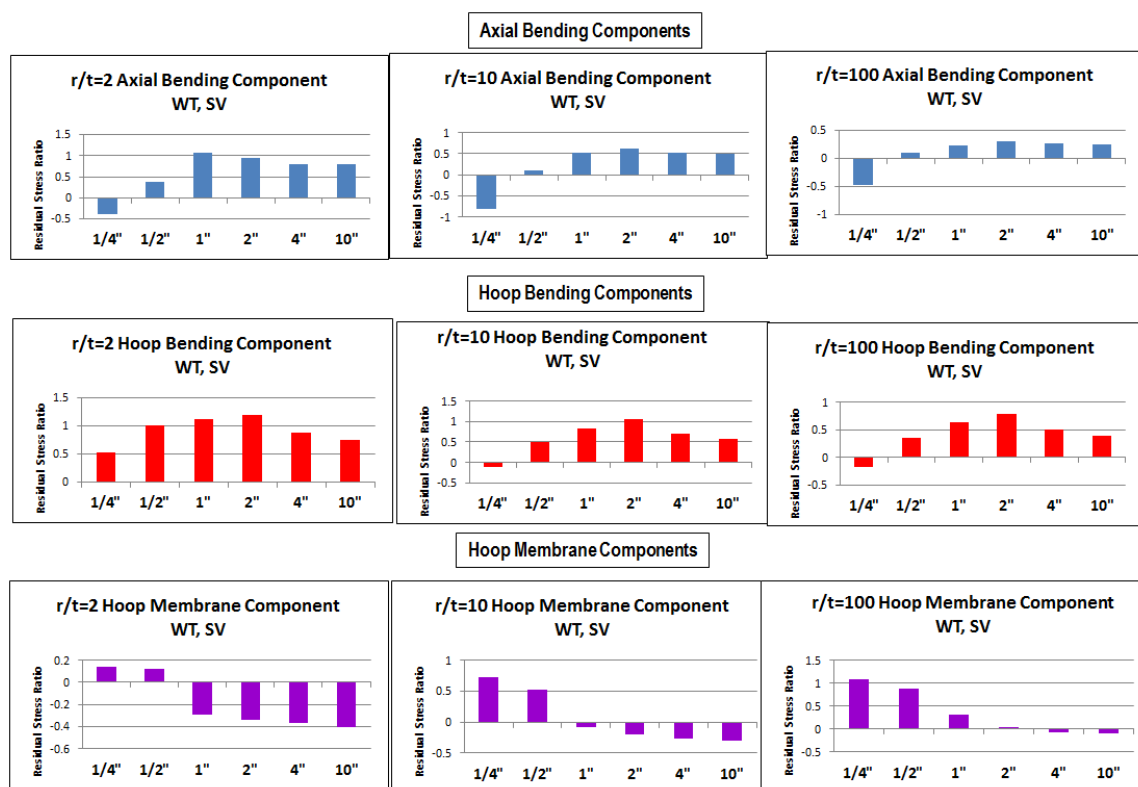 Axial Bending Components
r/t=2 Axial Bending Component
WT, SV
Residual Stress Ratio
1.5
1
0.5
0
-0.5
1/4" 1/2" 1" 2" 4" 10"
r/t=10 Axial Bending Component
WT, SV
Residual Stress Ratio
1
0.5
0
-0.5
-1
1/4" 1/2" 1" 2" 4" 10"
r/t=100 Axial Bending Component
WT, SV
Residual Stress Ratio
0.5
0
-0.5
-1
1/4" 1/2" 1" 2" 4" 10"
Hoop Bending Components
r/t=2 Hoop Bending Component
WT, SV
Residual Stress Ratio
1.5
1
0.5
0
1/4" 1/2" 1" 2" 4" 10"
r/t=10 Hoop Bending Component
WT, SV
Residual Stress Ratio
1.5
1
0.5
0
-0.5
1/4" 1/2" 1" 2" 4" 10"
r/t=100 Hoop Bending Component
WT, SV
Residual Stress Ratio
1
0.5
0
-0.5
1/4" 1/2" 1" 2" 4" 10"
Hoop Membrane Components
r/t=2 Hoop Membrane Component
WT, SV
Residual Stress Ratio
0.2
0
-0.2
-0.4
-0.6
1/4" 1/2" 1" 2" 4" 10"
r/t=10 Hoop Membrane Component
WT, SV
Residual Stress Ratio
1
0.5
0
-0.5
1/4" 1/2" 1" 2" 4" 10"
r/t=100 Hoop Membrane Component
WT, SV
Residual Stress Ratio
1.5
1
0.5
0
-0.5
1/4" 1/2" 1" 2" 4" 10"